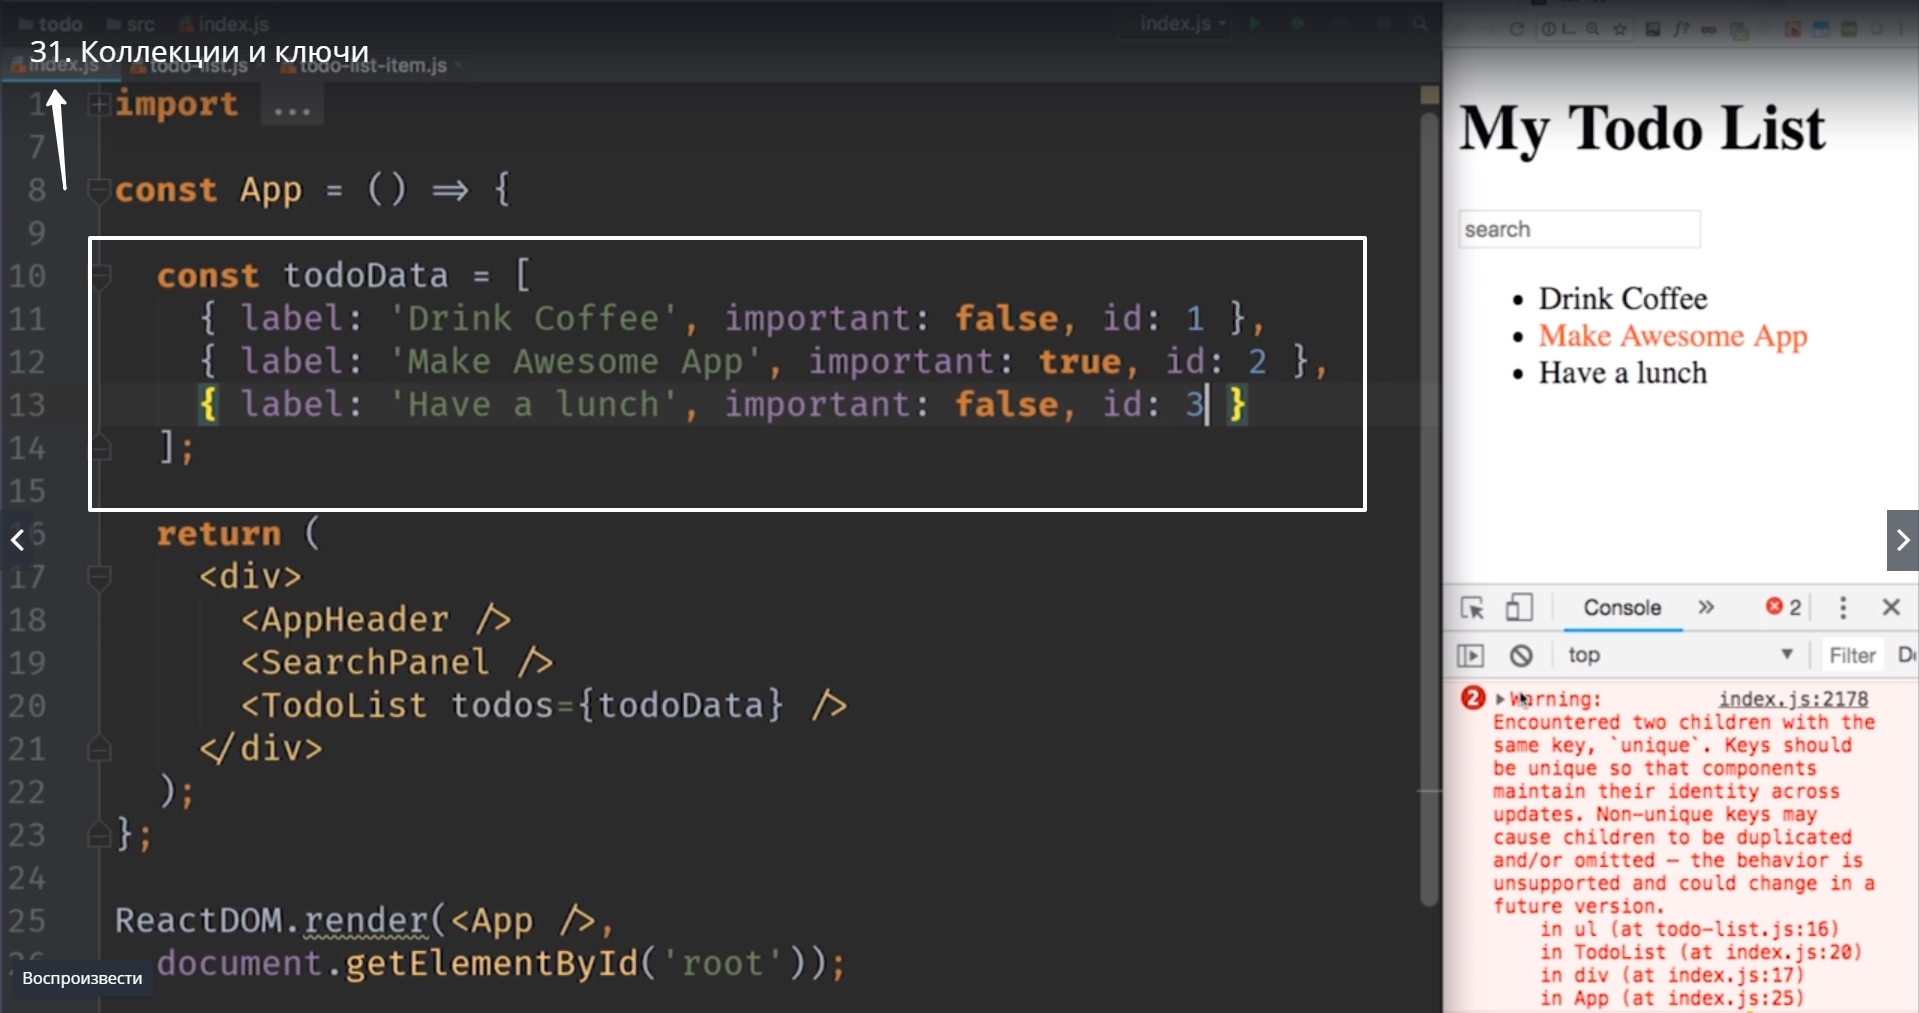 todo src index.js
index.js
31. Коллекции и ключи
index.js todo-list.js todo-list-item.js
1 import ...
7
8 const App = () => {
9
10 const todoData = [
11 { label: 'Drink Coffee', important: false, id: 1 },
12 { label: 'Make Awesome App', important: true, id: 2 },
13 { label: 'Have a lunch', important: false, id: 3 }
14 ];
15
16 return (
17 <div>
18 <AppHeader />
19 <SearchPanel />
20 <TodoList todos={todoData} />
21 </div>
22 );
23 };
24
25 ReactDOM.render(<App />,
26 document.getElementById('root'));
Воспроизвести
My Todo List
search
• Drink Coffee
• Make Awesome App
• Have a lunch
Console » 2
top Filter
2 Warning: index.js:2178
Encountered two children with the
same key, `unique`. Keys should
be unique so that components
maintain their identity across
updates. Non-unique keys may
cause children to be duplicated
and/or omitted — the behavior is
unsupported and could change in a
future version.
in ul (at todo-list.js:16)
in TodoList (at index.js:20)
in div (at index.js:17)
in App (at index.js:25)